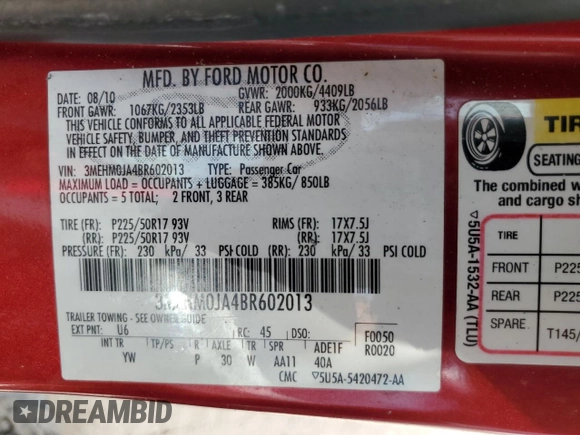 MFD. BY FORD MOTOR CO.
DATE: 08/10 GVWR: 2000KG/4409LB
FRONT GAWR: 1067KG/2353LB REAR GAWR: 933KG/2056LB
THIS VEHICLE CONFORMS TO ALL APPLICABLE FEDERAL MOTOR
VEHICLE SAFETY, BUMPER, AND THEFT PREVENTION STANDARDS
IN EFFECT ON THE DATE OF MANUFACTURE SHOWN ABOVE.
VIN: 3MEHM0JA4BR602013 TYPE: Passenger Car
MAXIMUM LOAD = OCCUPANTS + LUGGAGE = 385KG/ 850LB
OCCUPANTS = 5 TOTAL; 2 FRONT, 3 REAR
TIRE (FR): P225/50R17 93V RIMS (FR): 17X7.5J
(RR): P225/50R17 93V (RR): 17X7.5J
PRESSURE (FR): 230 kPa/ 33 PSI COLD (RR): 230 kPa/ 33 PSI COLD
3MEHM0JA4BR602013
TRAILER TOWING - SEE OWNER GUIDE
EXT PNT: U6 RC: 45 DSO: F0050
R0020
INT TR TP/PS R AXLE TR SPR ADE1F
YW P 30 W AA11 40A
CMC ▽5U5A-5420472-AA
TIR
SEATING
The combined w
and cargo sh
TIRE
FRONT P225
REAR P225
SPARE T145/
▽5U5A-1532-AA (TLU)
DREAMBID